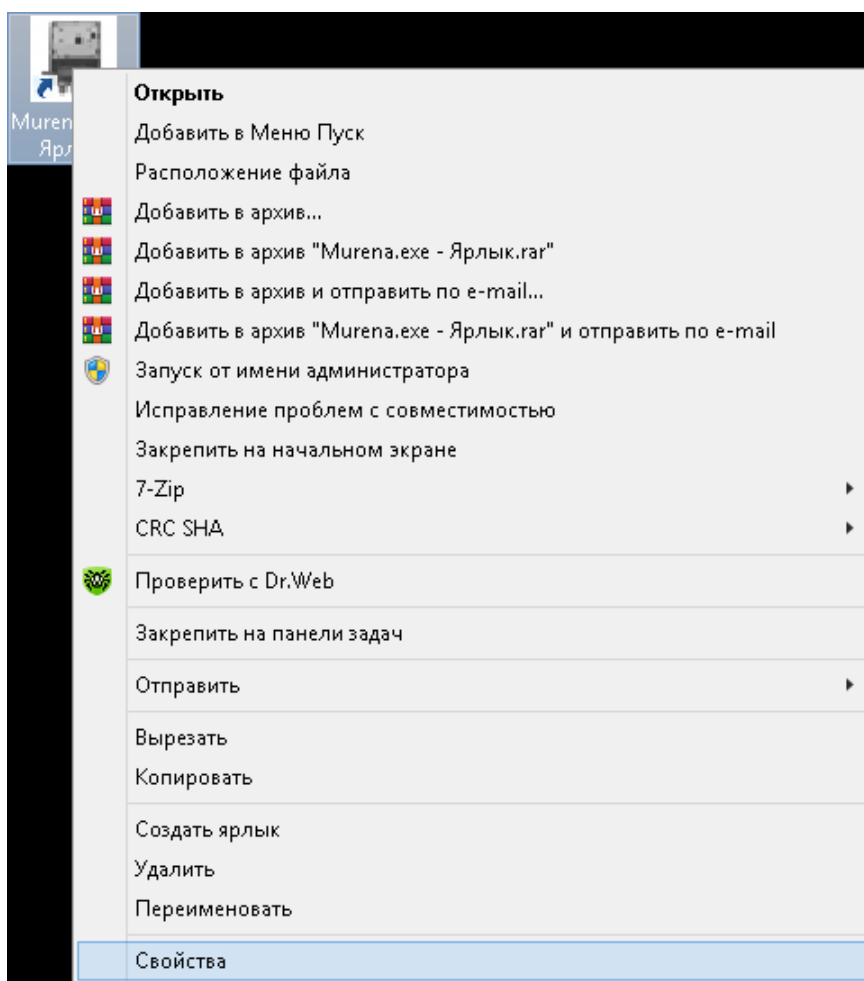 Muren
Ярл
Открыть
Добавить в Меню Пуск
Расположение файла
Добавить в архив...
Добавить в архив "Murena.exe - Ярлык.rar"
Добавить в архив и отправить по e-mail...
Добавить в архив "Murena.exe - Ярлык.rar" и отправить по e-mail
Запуск от имени администратора
Исправление проблем с совместимостью
Закрепить на начальном экране
7-Zip
CRC SHA
Проверить с Dr.Web
Закрепить на панели задач
Отправить
Вырезать
Копировать
Создать ярлык
Удалить
Переименовать
Свойства